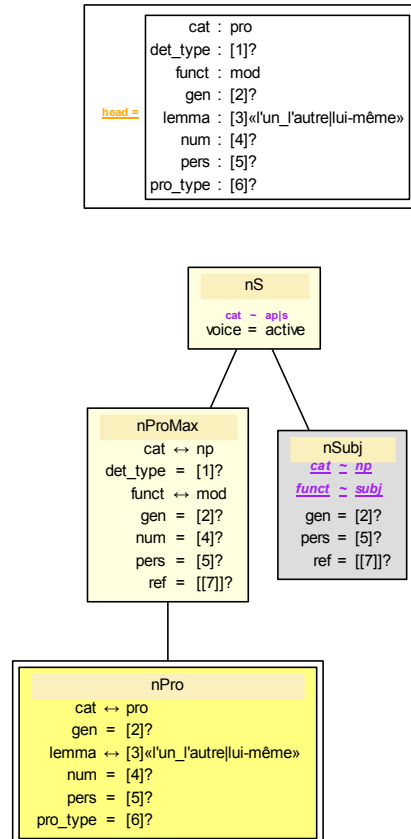 cat : pro
det_type : [1]?
funct : mod
gen : [2]?
head =
lemma : [3]«l'un_l'autre|lui-même»
num : [4]?
pers : [5]?
pro_type : [6]?
nS
cat ~ ap|s
voice = active
nProMax
cat ↔ np
det_type = [1]?
funct ↔ mod
gen = [2]?
num = [4]?
pers = [5]?
ref = [[7]]?
nSubj
cat ~ np
funct ~ subj
gen = [2]?
pers = [5]?
ref = [[7]]?
nPro
cat ↔ pro
gen = [2]?
lemma ↔ [3]«l'un_l'autre|lui-même»
num = [4]?
pers = [5]?
pro_type = [6]?